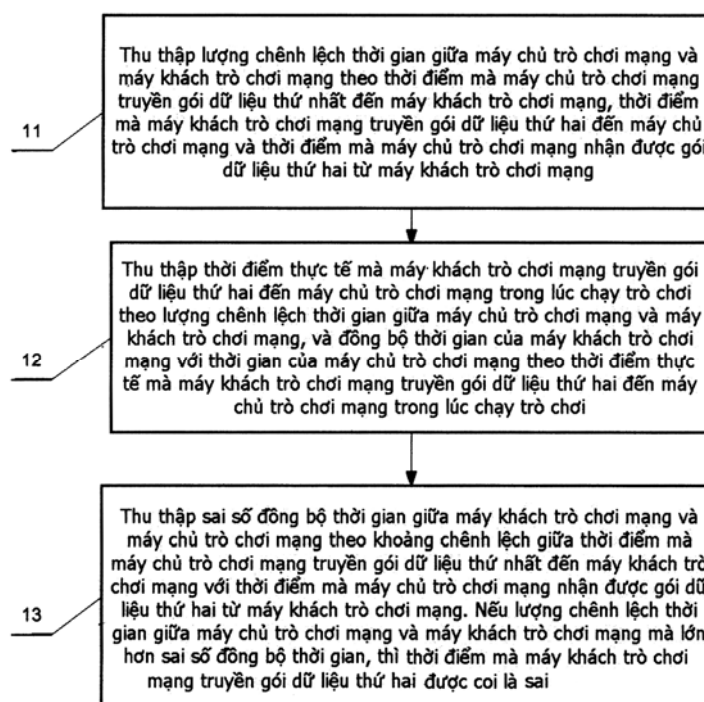 Thu thập lượng chênh lệch thời gian giữa máy chủ trò chơi mạng và
máy khách trò chơi mạng theo thời điểm mà máy chủ trò chơi mạng
truyền gói dữ liệu thứ nhất đến máy khách trò chơi mạng, thời điểm
mà máy khách trò chơi mạng truyền gói dữ liệu thứ hai đến máy chủ
trò chơi mạng và thời điểm mà máy chủ trò chơi mạng nhận được gói
dữ liệu thứ hai từ máy khách trò chơi mạng
11
Thu thập thời điểm thực tế mà máy khách trò chơi mạng truyền gói
dữ liệu thứ hai đến máy chủ trò chơi mạng trong lúc chạy trò chơi
theo lượng chênh lệch thời gian giữa máy chủ trò chơi mạng và máy
khách trò chơi mạng, và đồng bộ thời gian của máy khách trò chơi
mạng với thời gian của máy chủ trò chơi mạng theo thời điểm thực
tế mà máy khách trò chơi mạng truyền gói dữ liệu thứ hai đến máy
chủ trò chơi mạng trong lúc chạy trò chơi
12
Thu thập sai số đồng bộ thời gian giữa máy khách trò chơi mạng và
máy chủ trò chơi mạng theo khoảng chênh lệch giữa thời điểm mà
máy chủ trò chơi mạng truyền gói dữ liệu thứ nhất đến máy khách trò
chơi mạng với thời điểm mà máy chủ trò chơi mạng nhận được gói dữ
liệu thứ hai từ máy khách trò chơi mạng. Nếu lượng chênh lệch thời
gian giữa máy chủ trò chơi mạng và máy khách trò chơi mạng mà lớn
hơn sai số đồng bộ thời gian, thì thời điểm mà máy khách trò chơi
mạng truyền gói dữ liệu thứ hai được coi là sai
13